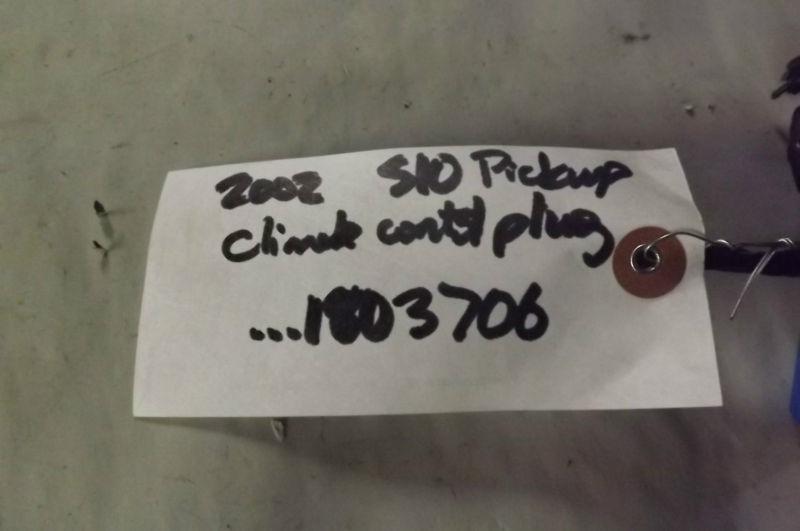 2002 S10 Pickup
Climate control plug
...1803706